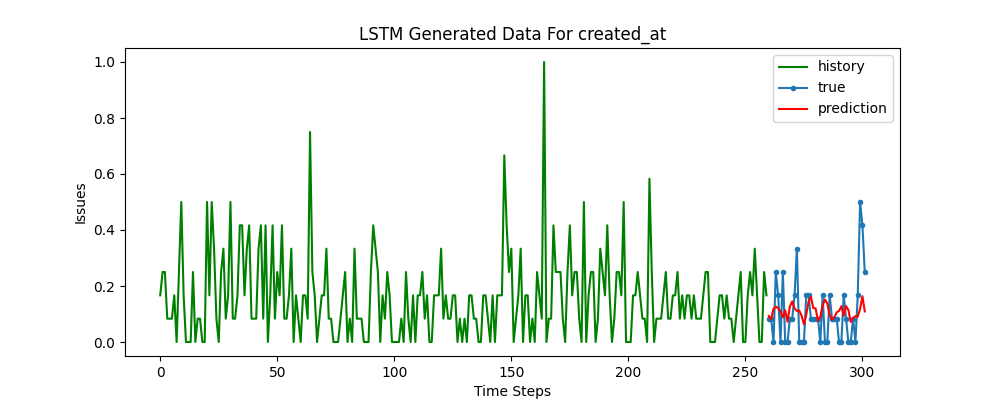 LSTM Generated Data For created_at
history
true
prediction
Issues
1.0
0.8
0.6
0.4
0.2
0.0
0
50
100
150
200
250
300
Time Steps